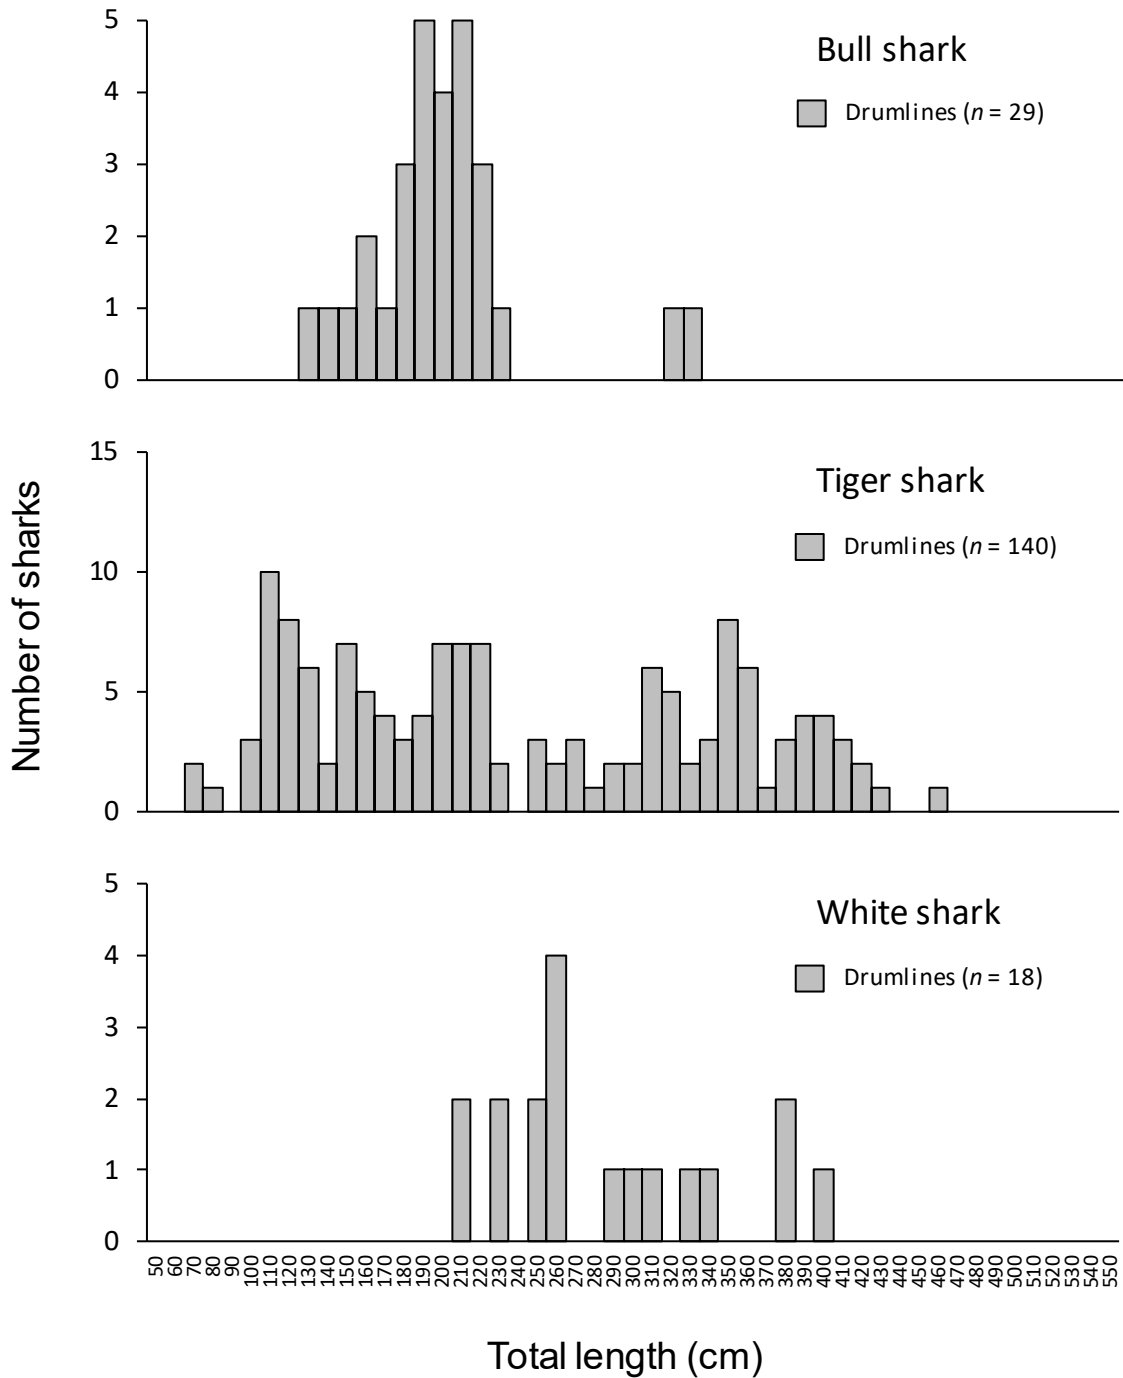 5
Bull shark
4
Drumlines (n = 29)
3
2
1
0
Number of sharks
15
Tiger shark
Drumlines (n = 140)
10
5
0
5
White shark
4
Drumlines (n = 18)
3
2
1
0
50 60 70 80 90 100 110 120 130 140 150 160 170 180 190 200 210 220 230 240 250 260 270 280 290 300 310 320 330 340 350 360 370 380 390 400 410 420 430 440 450 460 470 480 490 500 510 520 530 540 550
Total length (cm)